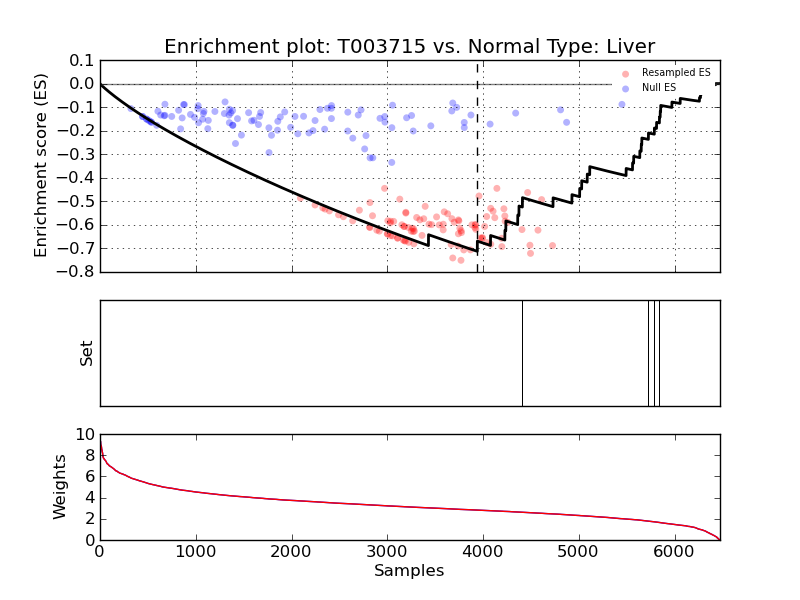 Enrichment plot: T003715 vs. Normal Type: Liver
Enrichment score (ES)
0.1
0.0
−0.1
−0.2
−0.3
−0.4
−0.5
−0.6
−0.7
−0.8
Resampled ES
Null ES
Set
Weights
10
8
6
4
2
0
0 1000 2000 3000 4000 5000 6000
Samples